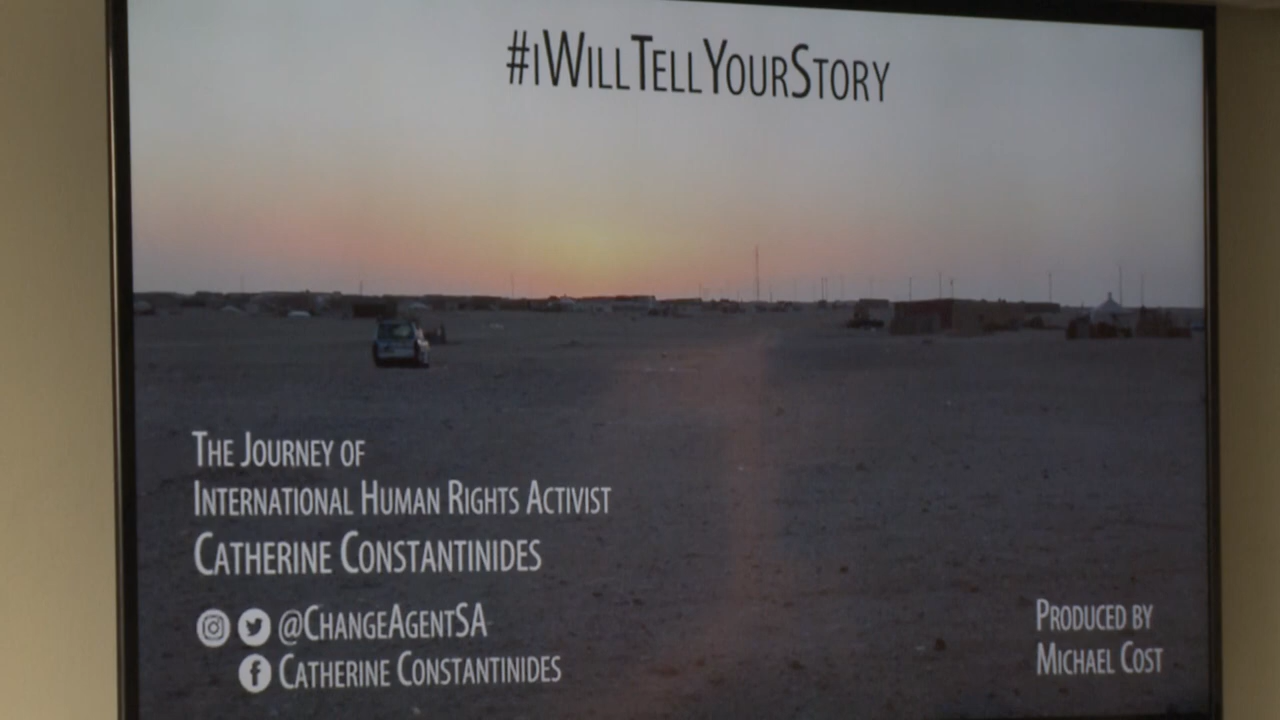 #iWillTellYourStory
The Journey of
International Human Rights Activist
Catherine Constantinides
@ChangeAgentSA
Catherine Constantinides
Produced by
Michael Cost